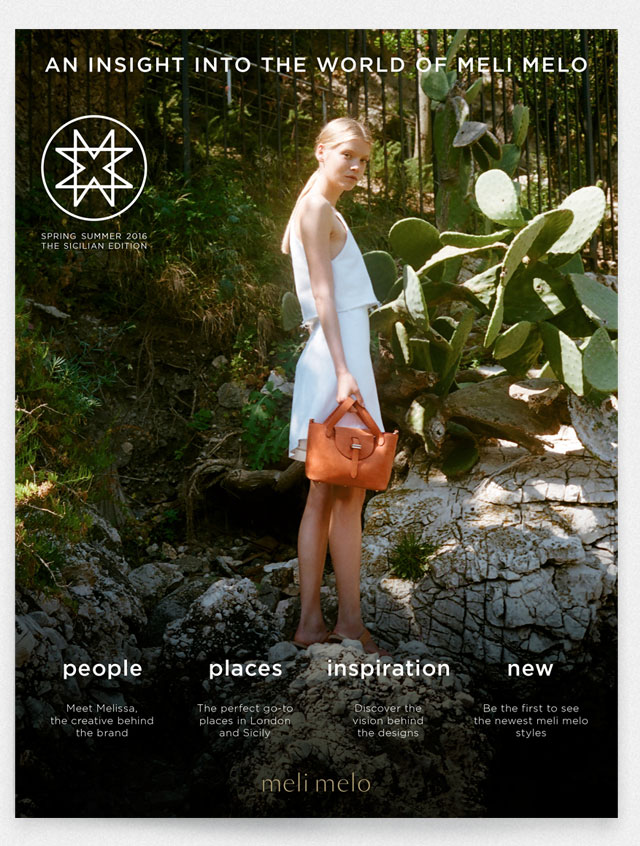 AN INSIGHT INTO THE WORLD OF MELI MELO
SPRING SUMMER 2016
THE SICILIAN EDITION
people
Meet Melissa,
the creative behind
the brand
places
The perfect go-to
places in London
and Sicily
inspiration
Discover the
vision behind
the designs
new
Be the first to see
the newest meli melo
styles
meli melo